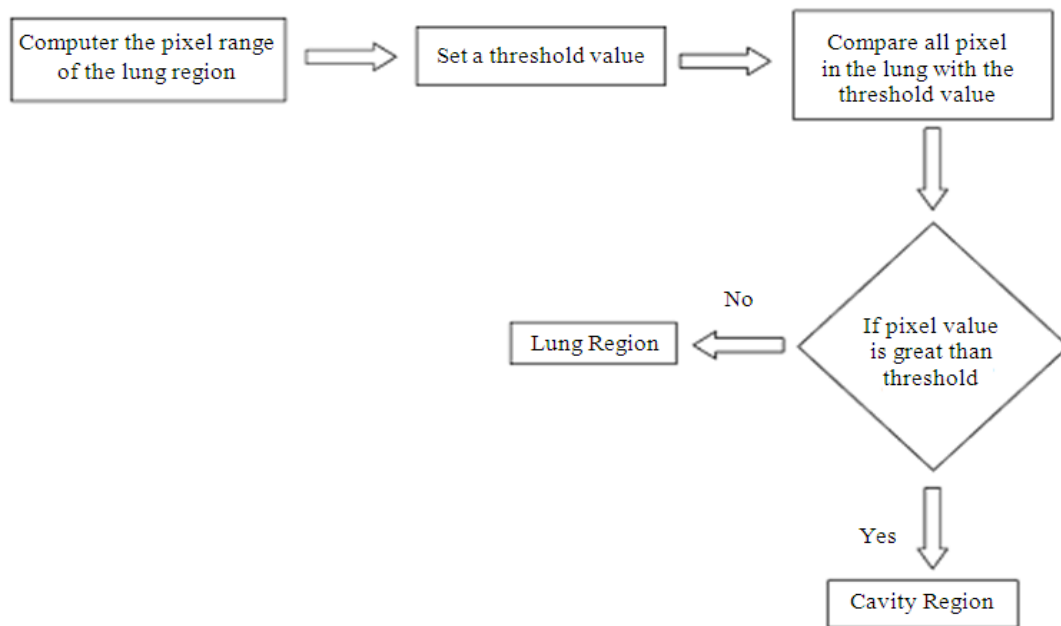 Computer the pixel range
of the lung region
Set a threshold value
Compare all pixel
in the lung with the
threshold value
If pixel value
is great than
threshold
No
Lung Region
Yes
Cavity Region